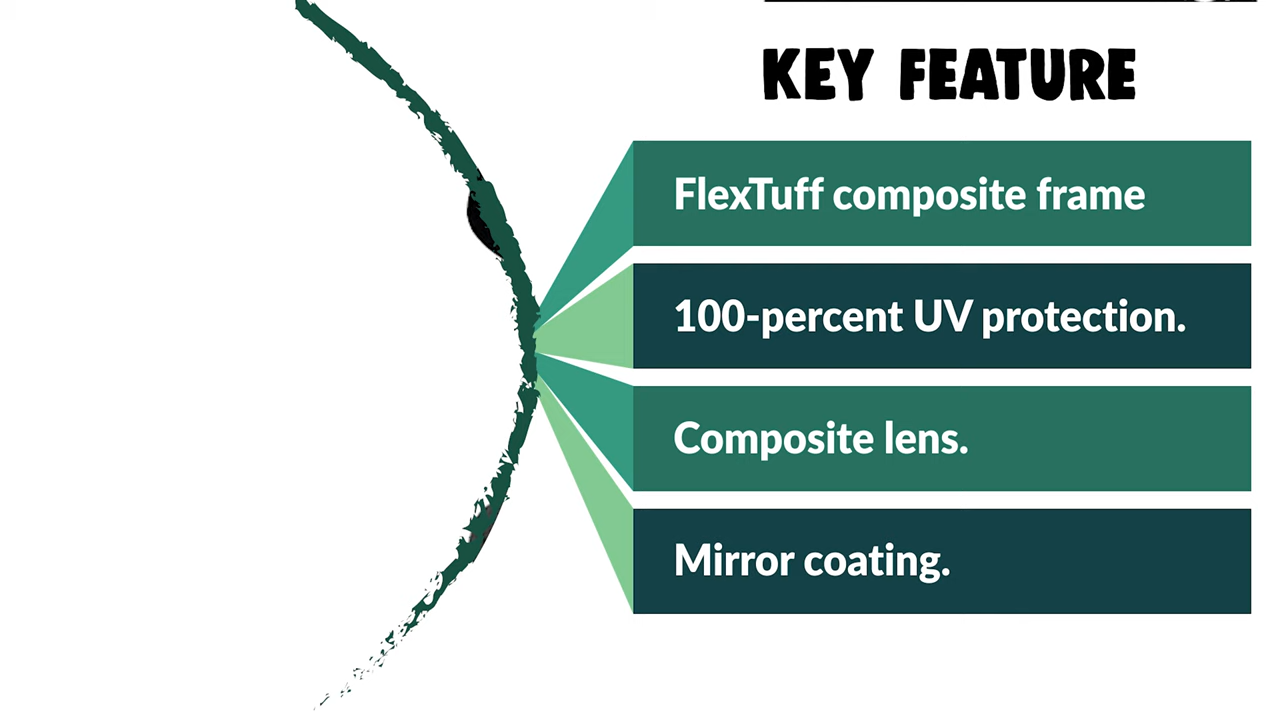 KEY FEATURE
FlexTuff composite frame
100-percent UV protection.
Composite lens.
Mirror coating.